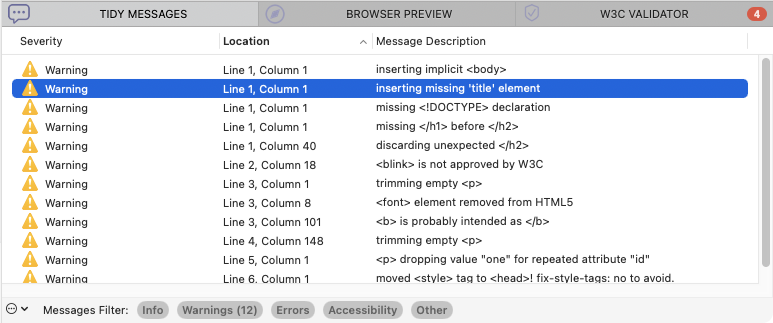 TIDY MESSAGES BROWSER PREVIEW W3C VALIDATOR 4
Severity Location Message Description
Warning Line 1, Column 1 inserting implicit <body>
Warning Line 1, Column 1 inserting missing 'title' element
Warning Line 1, Column 1 missing <!DOCTYPE> declaration
Warning Line 1, Column 1 missing </h1> before </h2>
Warning Line 1, Column 40 discarding unexpected </h2>
Warning Line 2, Column 18 <blink> is not approved by W3C
Warning Line 3, Column 1 trimming empty <p>
Warning Line 3, Column 8 <font> element removed from HTML5
Warning Line 3, Column 101 <b> is probably intended as </b>
Warning Line 4, Column 148 trimming empty <p>
Warning Line 5, Column 1 <p> dropping value "one" for repeated attribute "id"
Warning Line 6, Column 1 moved <style> tag to <head>! fix-style-tags: no to avoid.
Messages Filter: Info Warnings (12) Errors Accessibility Other